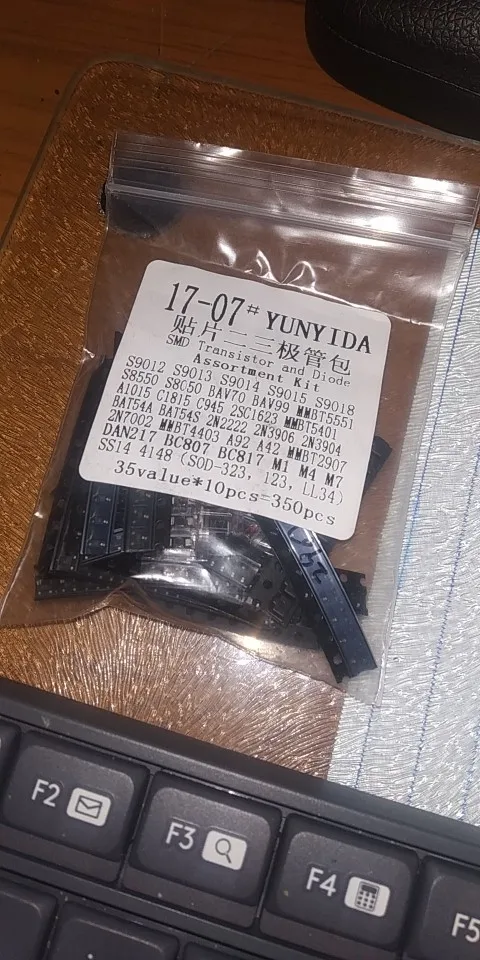 17-07# YUNYIDA
贴片二三极管包
SMD Transistor and Diode
Assortment Kit
S9012 S9013 S9014 S9015 S9018
S8550 S8050 BAV70 BAV99 MMBT5551
A1015 C1815 C945 2SC1623 MMBT5401
BAT54A BAT54S 2N2222 2N3906 2N3904
2N7002 MMBT4403 A92 A42 MMBT2907
DAN217 BC807 BC817 M1 M4 M7
SS14 4148 (SOD-323, 123, LL34)
35value*10pcs=350pcs
F2
F3
F4
F5